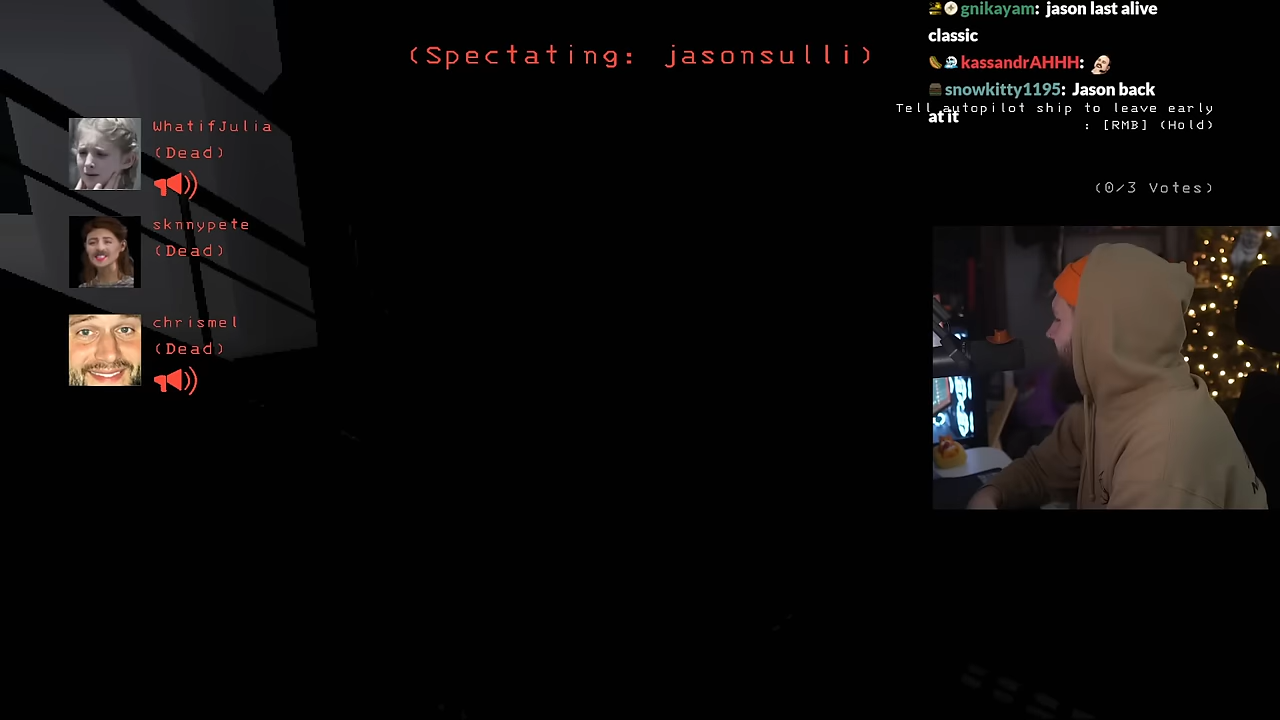 (Spectating: jasonsulli)
WhatifJulia
(Dead)
sknnypete
(Dead)
chrismel
(Dead)
gnikayam: jason last alive
classic
kassandrAHHH:
snowkitty1195: Jason back
at it
Tell autopilot ship to leave early
: [RMB] (Hold)
(0/3 Votes)